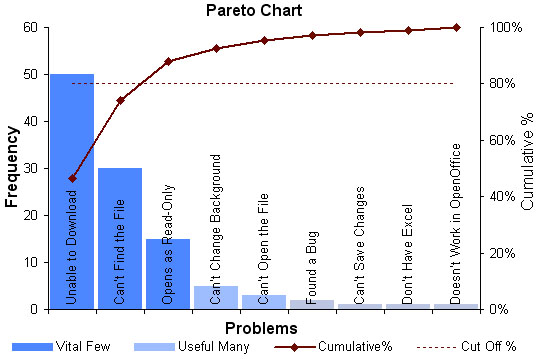 Pareto Chart
60
50
40
30
20
10
0
Frequency
100%
80%
60%
40%
20%
0%
Cumulative %
Unable to Download
Can't Find the File
Opens as Read-Only
Can't Change Background
Can't Open the File
Found a Bug
Can't Save Changes
Don't Have Excel
Doesn't Work in OpenOffice
Problems
Vital Few
Useful Many
Cumulative%
Cut Off %